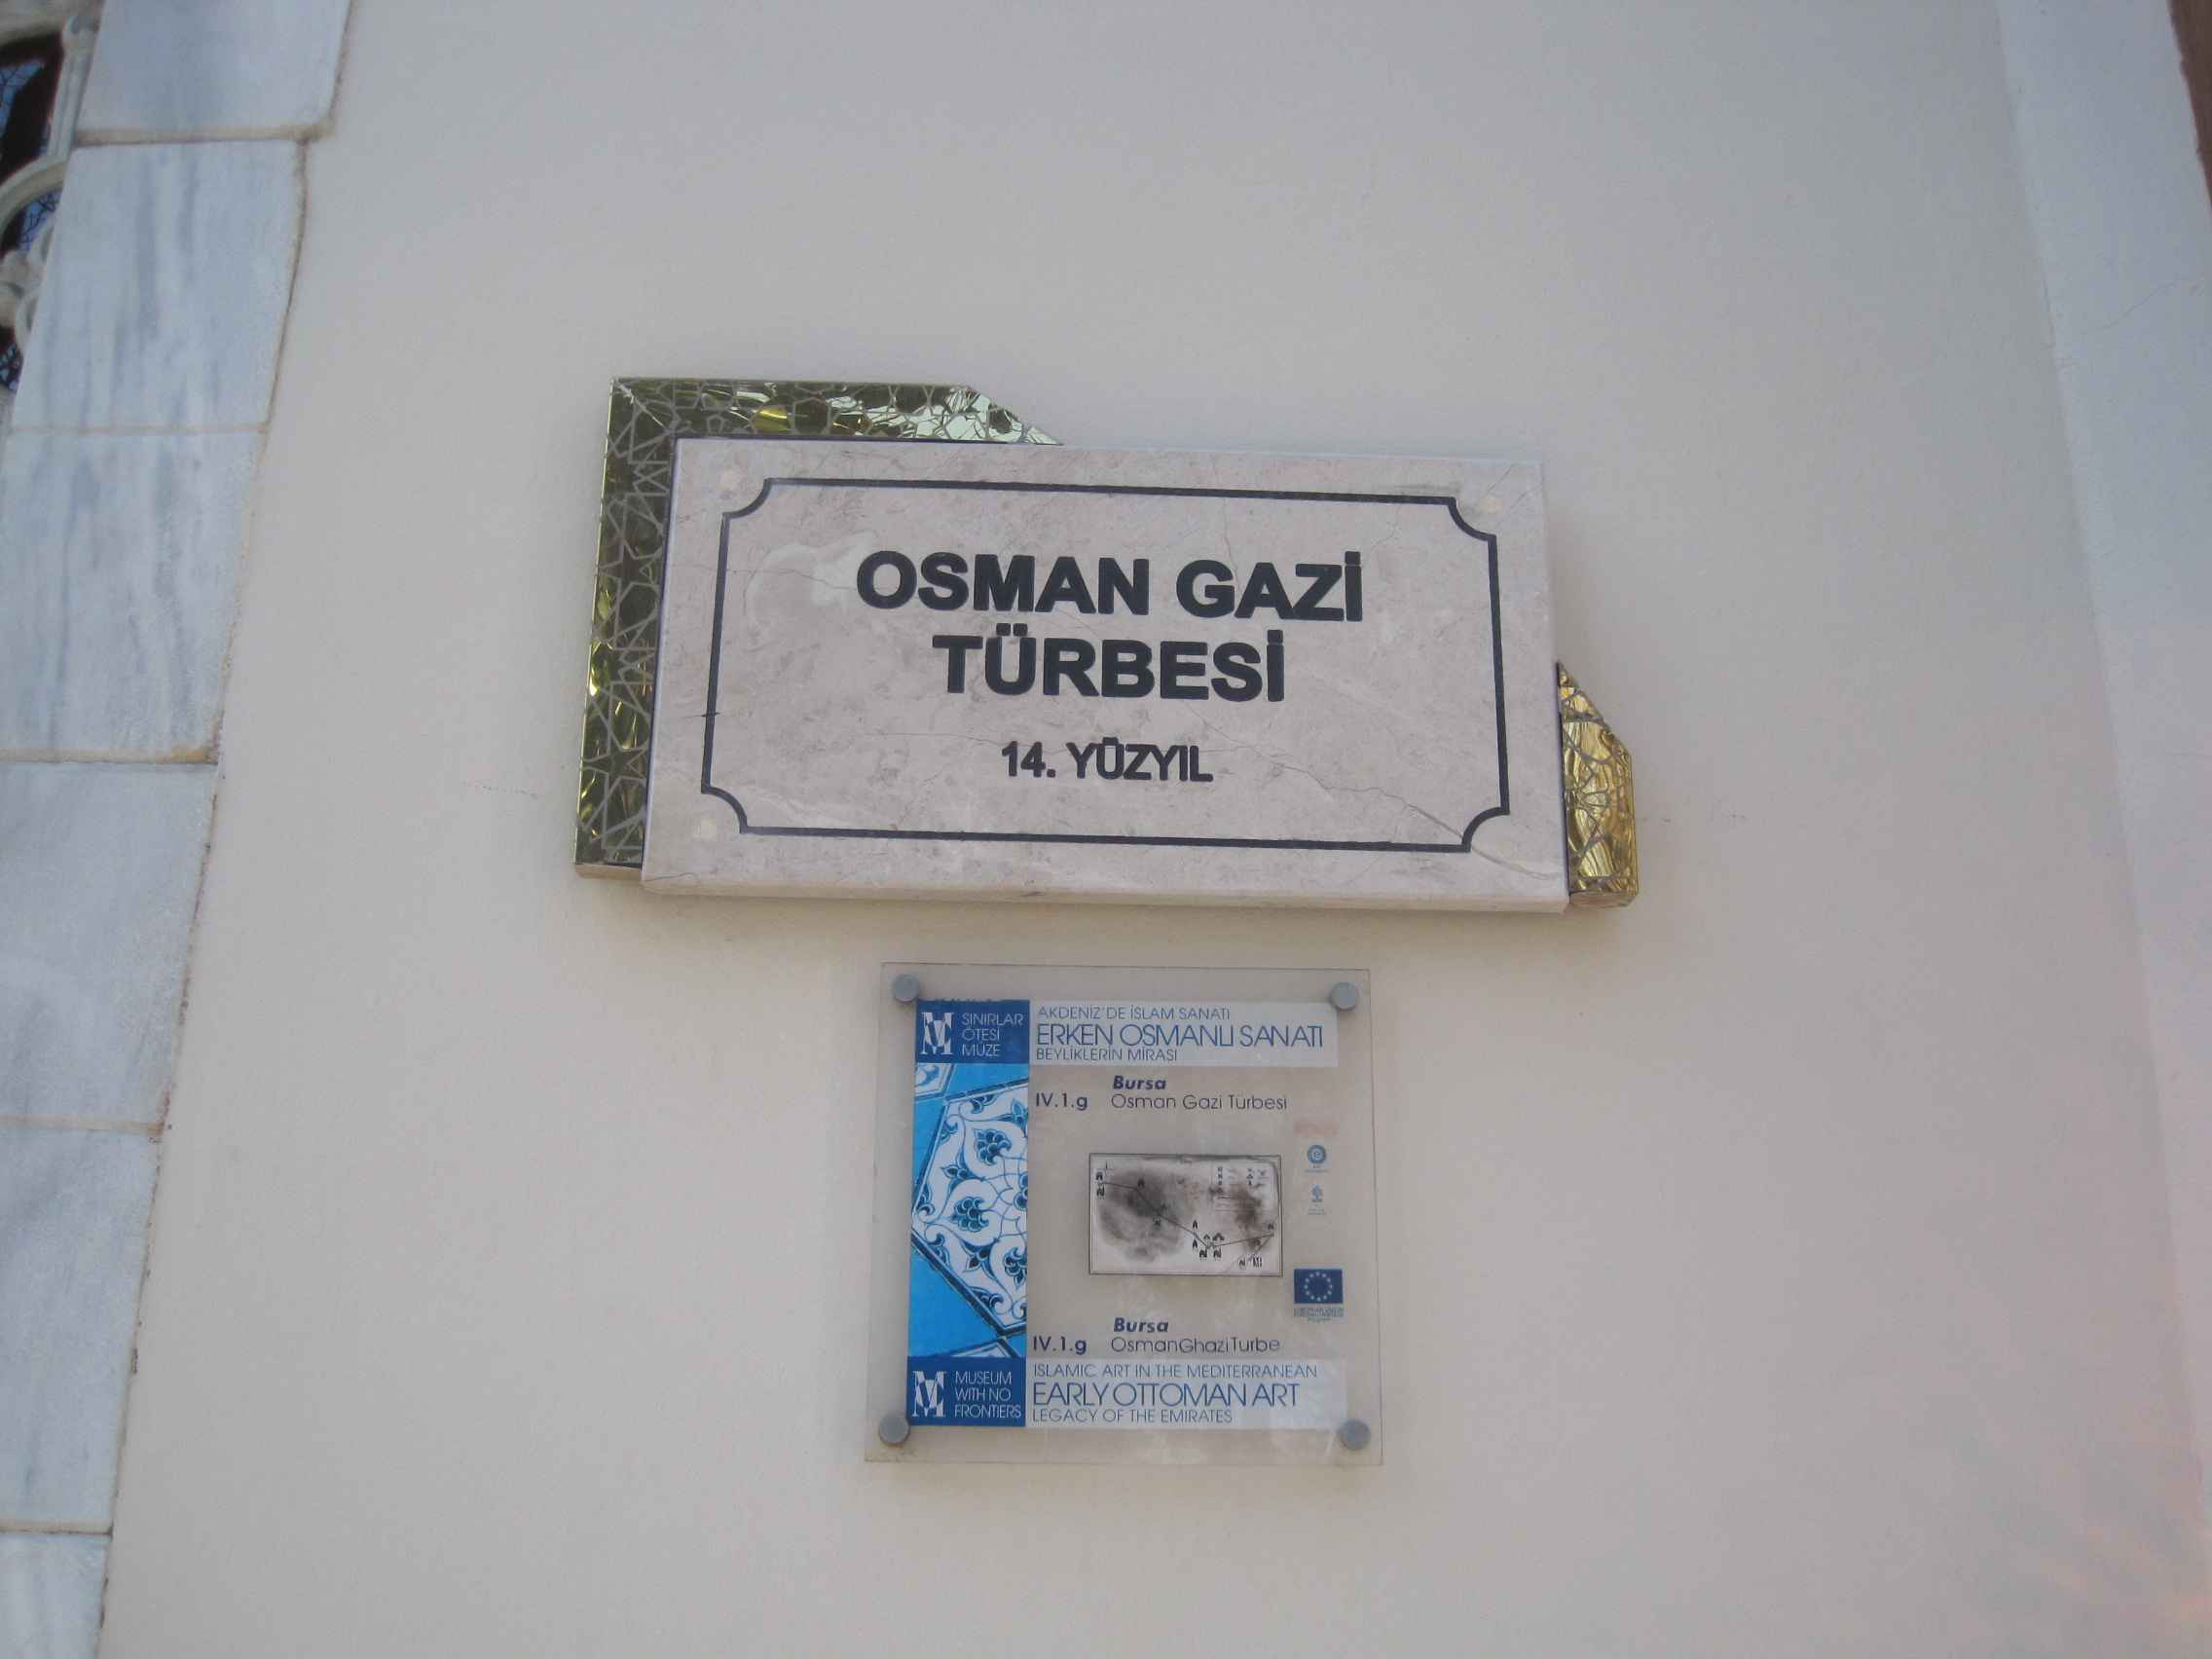 OSMAN GAZİ
TÜRBESİ
14. YÜZYIL
SINIRLAR
ÖTESİ
MÜZE
AKDENİZ'DE İSLAM SANATI
ERKEN OSMANLI SANATI
BEYLİKLERİN MİRASI
Bursa
IV.1.g Osman Gazi Türbesi
Bursa
IV.1.g Osman Ghazi Turbe
MUSEUM
WITH NO
FRONTIERS
ISLAMIC ART IN THE MEDITERRANEAN
EARLY OTTOMAN ART
LEGACY OF THE EMIRATES